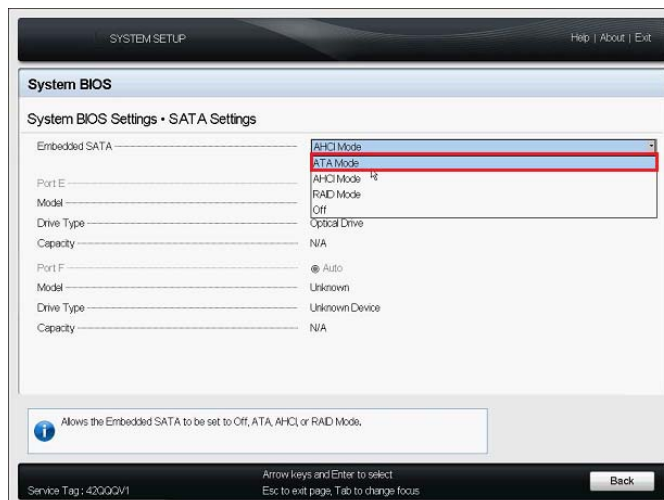 SYSTEM SETUP
Help | About | Exit
System BIOS
System BIOS Settings • SATA Settings
Embedded SATA AHCI Mode
ATA Mode
Port E AHCI Mode
Model RAID Mode
Off
Drive Type Optical Drive
Capacity N/A
Port F Auto
Model Unknown
Drive Type Unknown Device
Capacity N/A
Allows the Embedded SATA to be set to Off, ATA, AHCI, or RAID Mode.
Arrow keys and Enter to select
Service Tag : 42QQQV1 Esc to exit page, Tab to change focus
Back